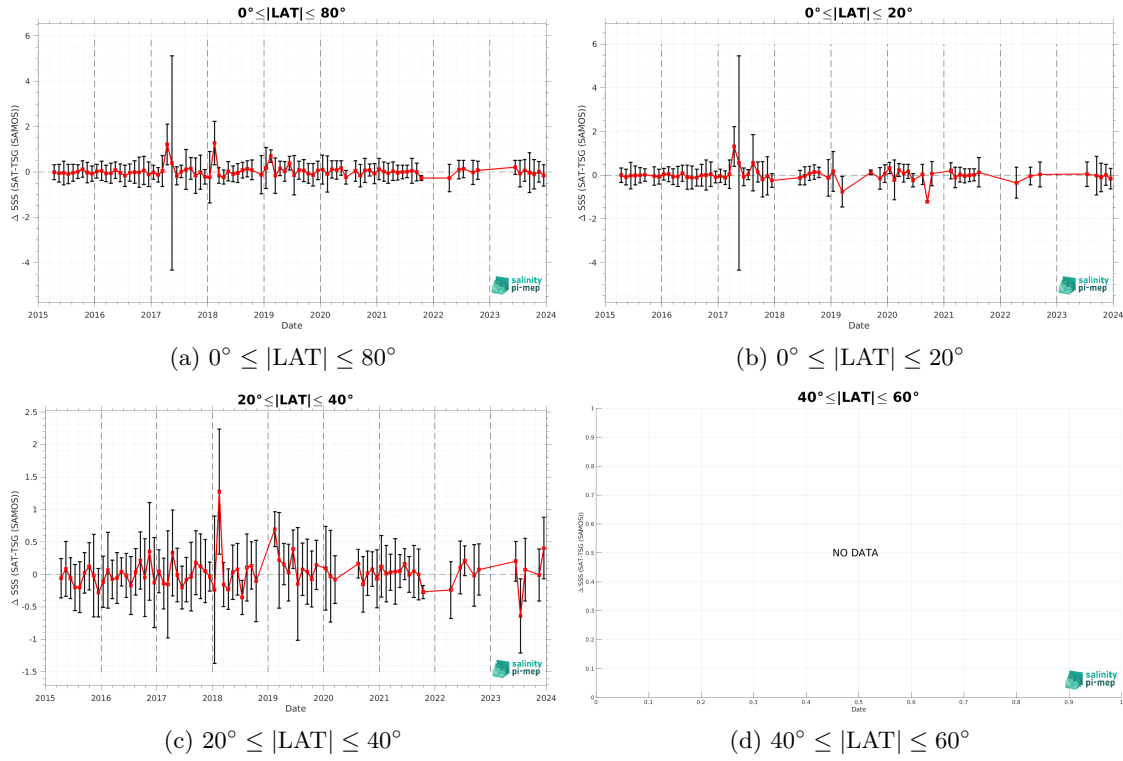 0°≤|LAT|≤ 80°
6
4
2
0
-2
-4
Δ SSS (SAT-TSG (SAMOS))
2015 2016 2017 2018 2019 2020 2021 2022 2023 2024
Date
salinity
pi-mep
(a) 0° ≤ |LAT| ≤ 80°
0°≤|LAT|≤ 20°
6
4
2
0
-2
-4
Δ SSS (SAT-TSG (SAMOS))
2015 2016 2017 2018 2019 2020 2021 2022 2023 2024
Date
salinity
pi-mep
(b) 0° ≤ |LAT| ≤ 20°
20°≤|LAT|≤ 40°
2.5
2
1.5
1
0.5
0
-0.5
-1
-1.5
Δ SSS (SAT-TSG (SAMOS))
2015 2016 2017 2018 2019 2020 2021 2022 2023 2024
Date
salinity
pi-mep
(c) 20° ≤ |LAT| ≤ 40°
40°≤|LAT|≤ 60°
1
0.9
0.8
0.7
0.6
0.5
0.4
0.3
0.2
0.1
0
Δ SSS (SAT-TSG (SAMOS))
NO DATA
0 0.1 0.2 0.3 0.4 0.5 0.6 0.7 0.8 0.9 1
Date
salinity
pi-mep
(d) 40° ≤ |LAT| ≤ 60°